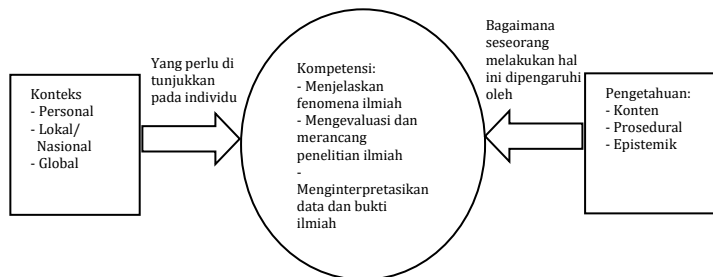 Konteks
- Personal
- Lokal/
Nasional
- Global
Yang perlu di
tunjukkan
pada individu
Kompetensi:
- Menjelaskan
fenomena ilmiah
- Mengevaluasi dan
merancang
penelitian ilmiah
-
Menginterpretasikan
data dan bukti
ilmiah
Bagaimana
seseorang
melakukan hal
ini dipengaruhi
oleh
Pengetahuan:
- Konten
- Prosedural
- Epistemik